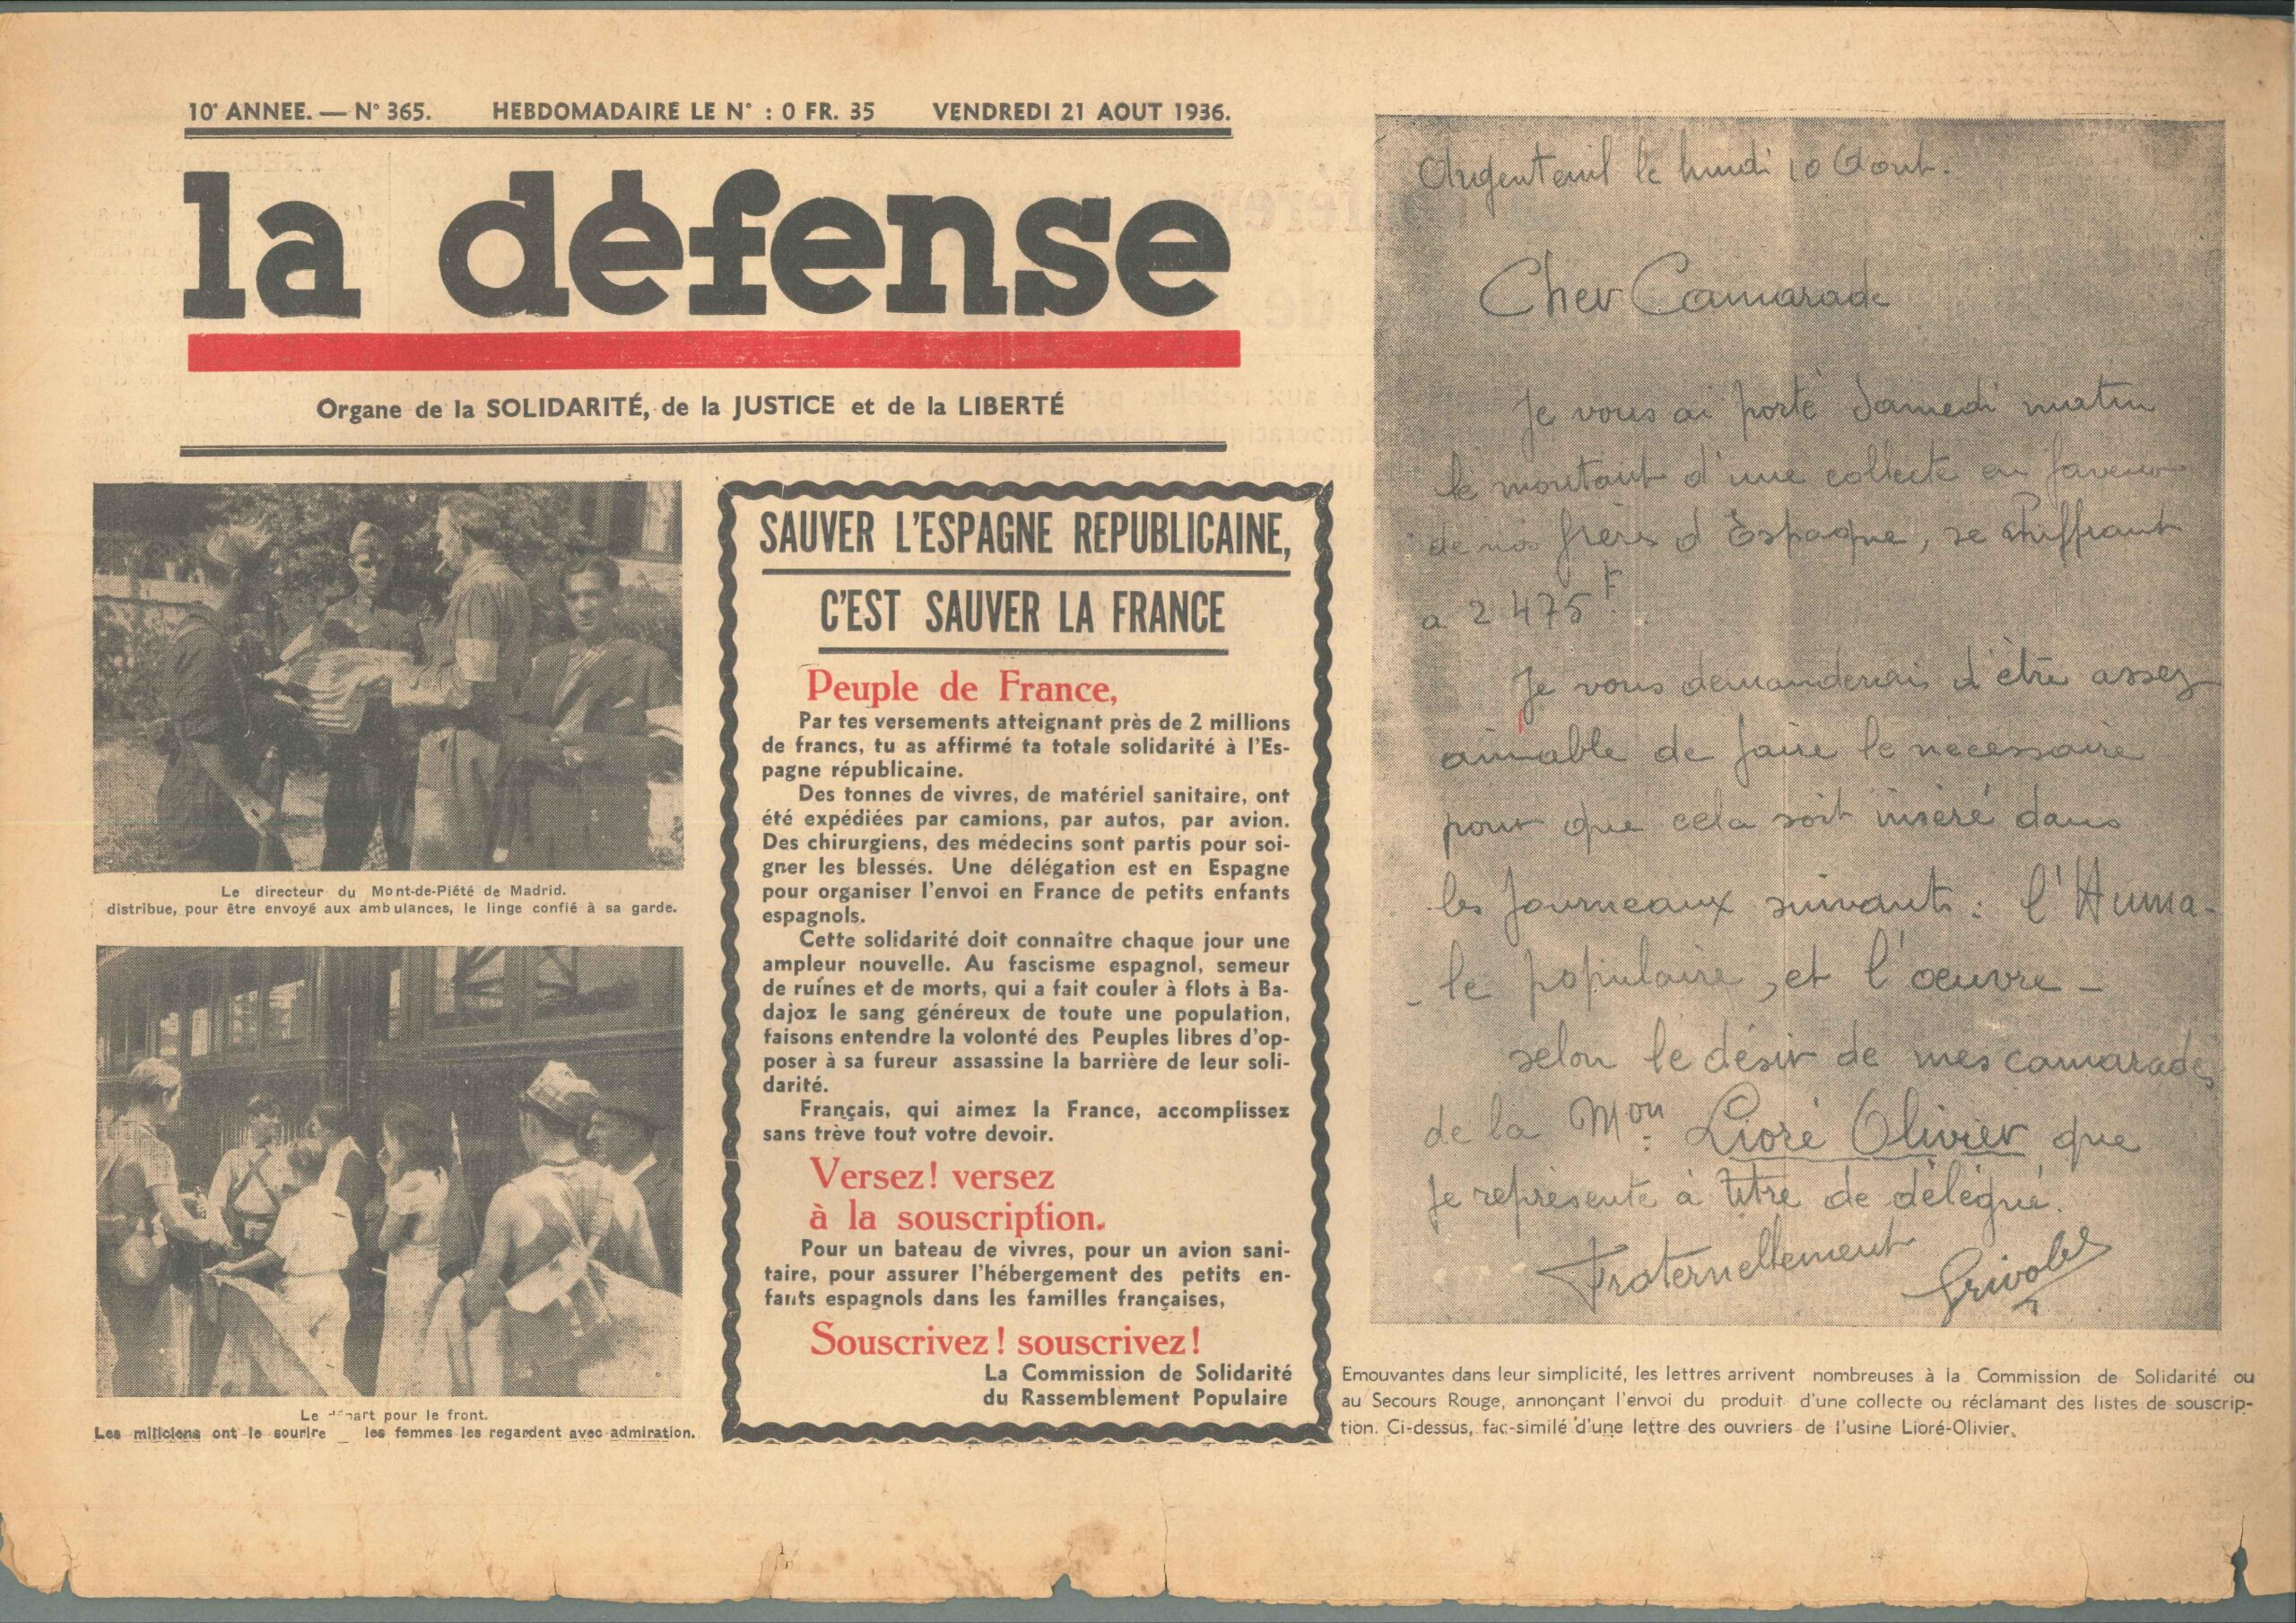 10e ANNEE. — N° 365. HEBDOMADAIRE LE N° : 0 FR. 35 VENDREDI 21 AOUT 1936.
la défense
Organe de la SOLIDARITÉ, de la JUSTICE et de la LIBERTÉ
Le directeur du Mont-de-Piété de Madrid.
distribue, pour être envoyé aux ambulances, le linge confié à sa garde.
Le départ pour le front.
Les miliciens ont le sourire les femmes les regardent avec admiration.
SAUVER L'ESPAGNE REPUBLICAINE,
C'EST SAUVER LA FRANCE
Peuple de France,
Par tes versements atteignant près de 2 millions
de francs, tu as affirmé ta totale solidarité à l'Es-
pagne républicaine.
Des tonnes de vivres, de matériel sanitaire, ont
été expédiées par camions, par autos, par avion.
Des chirurgiens, des médecins sont partis pour soi-
gner les blessés. Une délégation est en Espagne
pour organiser l'envoi en France de petits enfants
espagnols.
Cette solidarité doit connaître chaque jour une
ampleur nouvelle. Au fascisme espagnol, semeur
de ruines et de morts, qui a fait couler à flots à Ba-
dajoz le sang généreux de toute une population,
faisons entendre la volonté des Peuples libres d'op-
poser à sa fureur assassine la barrière de leur soli-
darité.
Français, qui aimez la France, accomplissez
sans trève tout votre devoir.
Versez! versez
à la souscription.
Pour un bateau de vivres, pour un avion sani-
taire, pour assurer l'hébergement des petits en-
fants espagnols dans les familles françaises,
Souscrivez! souscrivez!
La Commission de Solidarité
du Rassemblement Populaire
Argenteuil le lundi 10 Aout.
Cher Camarade
Je vous ai porté Samedi matin
le montant d'une collecte en faveur
de nos frères d'Espagne, se chiffrant
a 2 475F.
Je vous demanderais d'être assez
aimable de faire le nécessaire
pour que cela soit inséré dans
les journeaux suivants: l'Huma-
- le populaire, et l'oeuvre -
selon le désir de mes camarades
de la Mon Lioré Olivier que
je représente à titre de délégué.
Fraternellement
Emouvantes dans leur simplicité, les lettres arrivent nombreuses à la Commission de Solidarité ou
au Secours Rouge, annonçant l'envoi du produit d'une collecte ou réclamant des listes de souscrip-
tion. Ci-dessus, fac-similé d'une lettre des ouvriers de l'usine Lioré-Olivier.